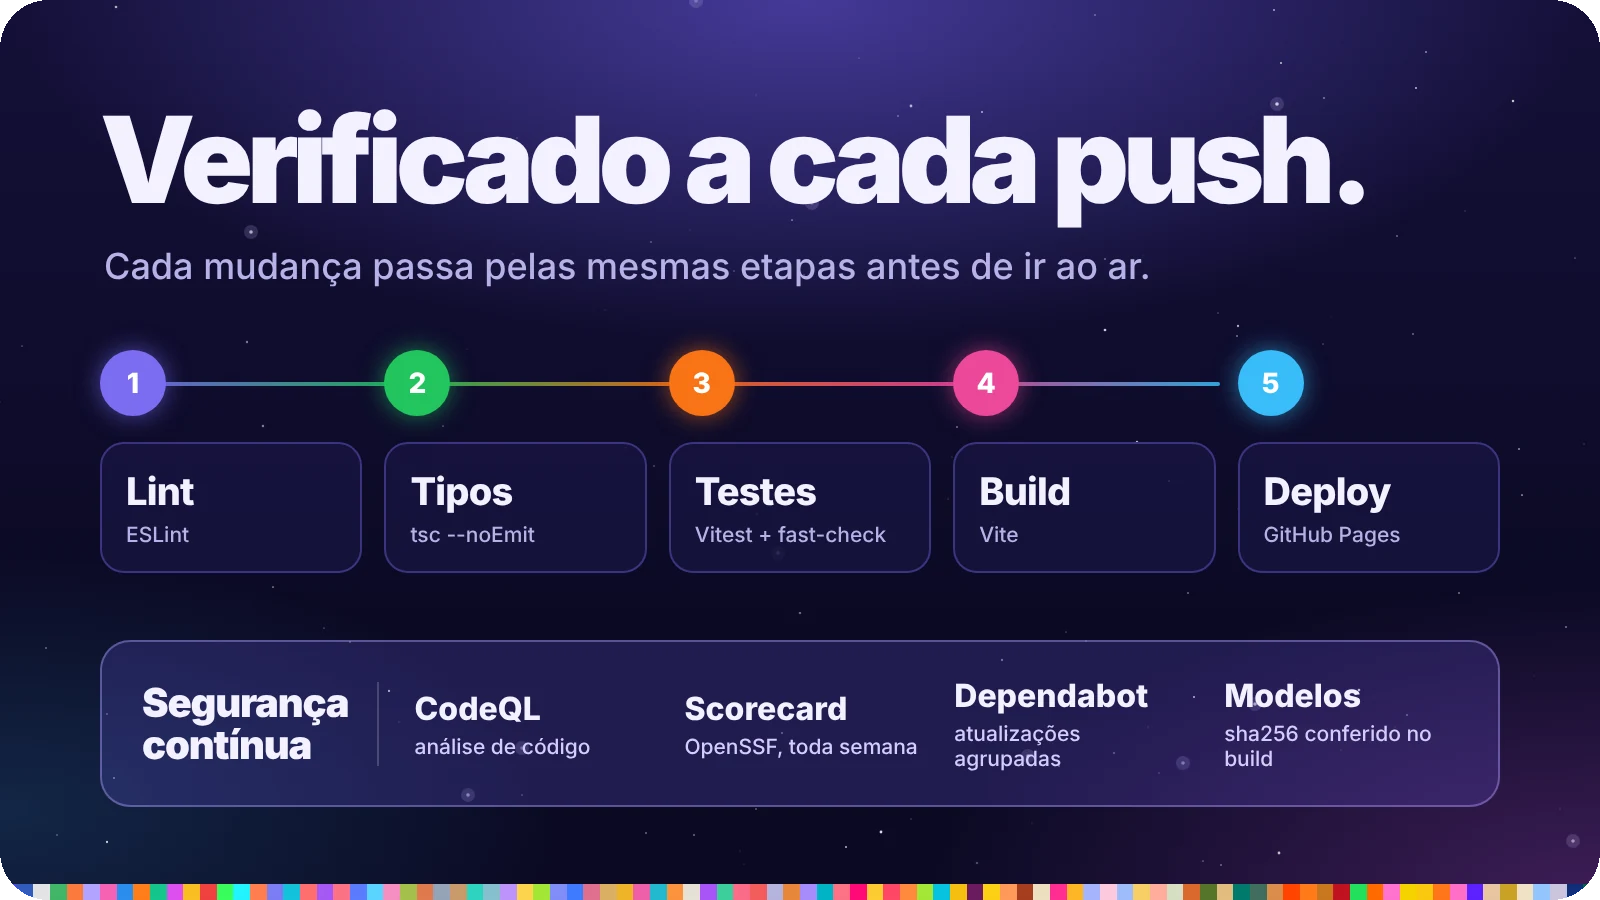 Verificado a cada push.
Cada mudança passa pelas mesmas etapas antes de ir ao ar.
1
2
3
4
5
Lint
ESLint
Tipos
tsc --noEmit
Testes
Vitest + fast-check
Build
Vite
Deploy
GitHub Pages
Segurança
contínua
CodeQL
análise de código
Scorecard
OpenSSF, toda semana
Dependabot
atualizações
agrupadas
Modelos
sha256 conferido no
build